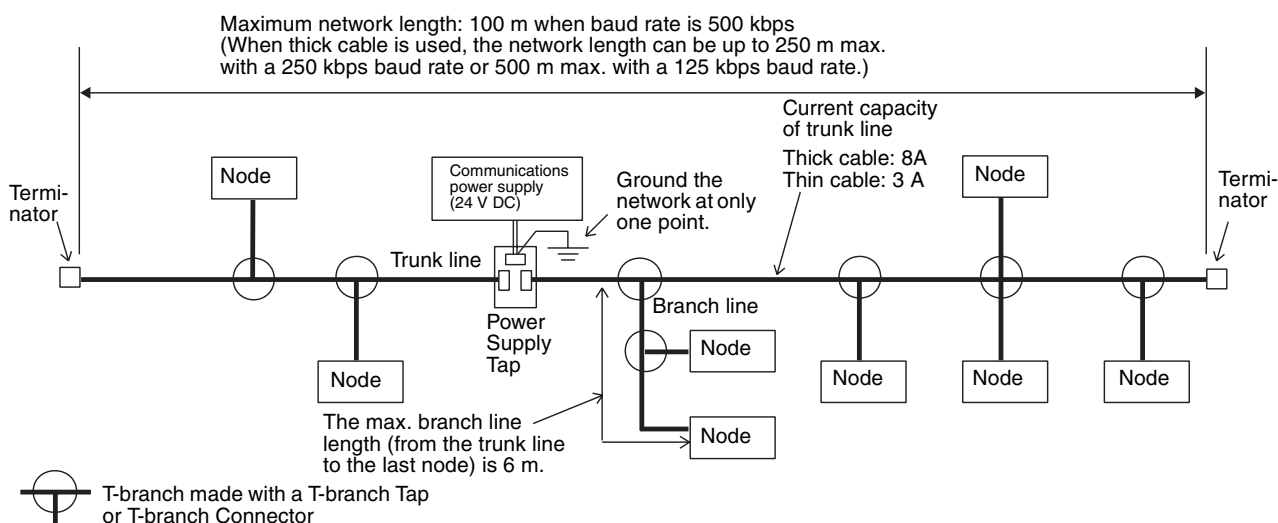 Maximum network length: 100 m when baud rate is 500 kbps
(When thick cable is used, the network length can be up to 250 m max.
with a 250 kbps baud rate or 500 m max. with a 125 kbps baud rate.)
Current capacity
of trunk line
Thick cable: 8A
Thin cable: 3 A
Termi-
nator
Node
Communications
power supply
(24 V DC)
Ground the
network at only
one point.
Node
Termi-
nator
Trunk line
Branch line
Power
Supply
Tap
Node
Node
Node
Node
Node
Node
The max. branch line
length (from the trunk line
to the last node) is 6 m.
T-branch made with a T-branch Tap
or T-branch Connector